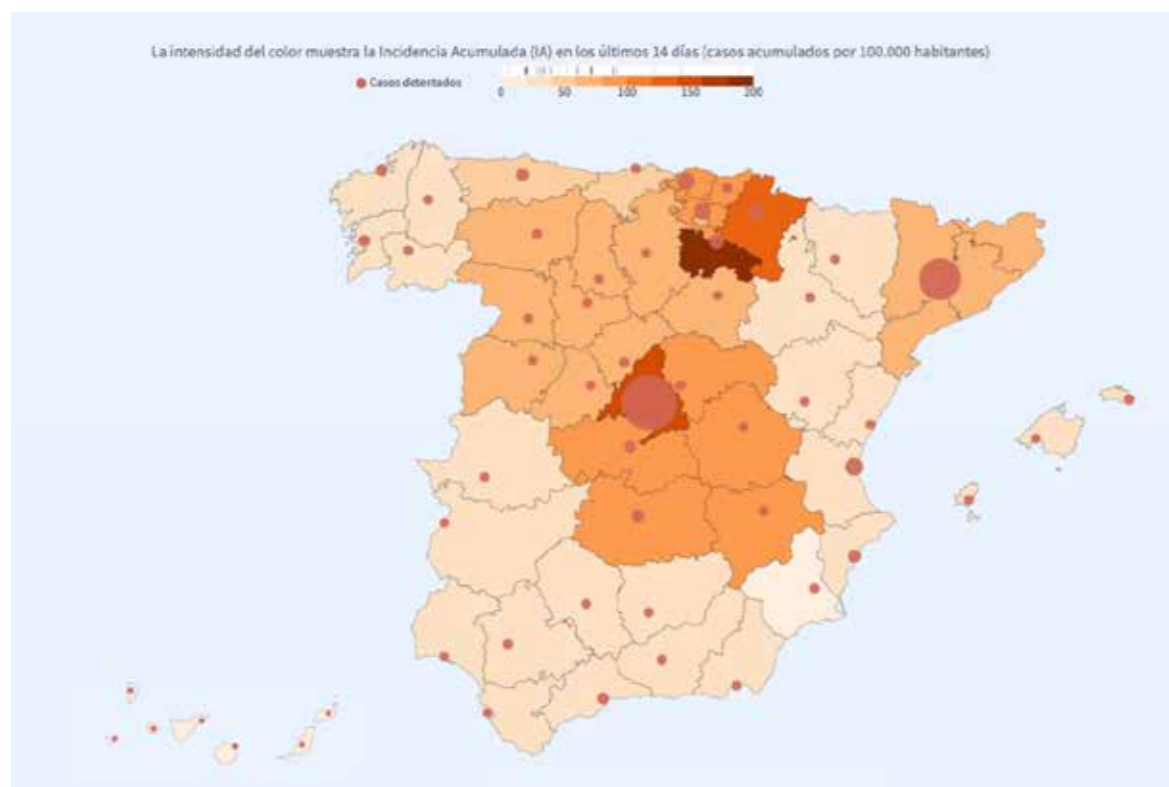 La intensidad del color muestra la Incidencia Acumulada (IA) en los últimos 14 días (casos acumulados por 100.000 habitantes)
Casos detertados
0 50 100 150 200